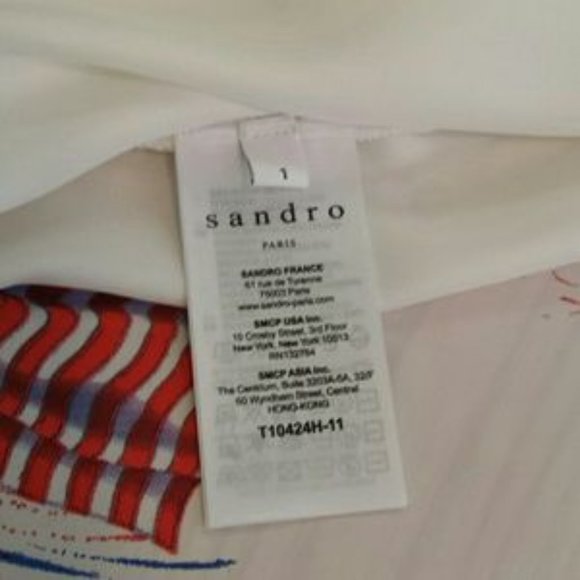 1
sandro
PARIS
SANDRO FRANCE
61 rue de Turenne
75003 Paris
www.sandro-paris.com
SMCP USA Inc.
10 Crosby Street, 3rd Floor
New York, New York 10013
RN132764
SMCP ASIA Inc.
The Centrium, Suite 3203A-5A, 32/F
60 Wyndham Street, Central
HONG-KONG
T10424H-11